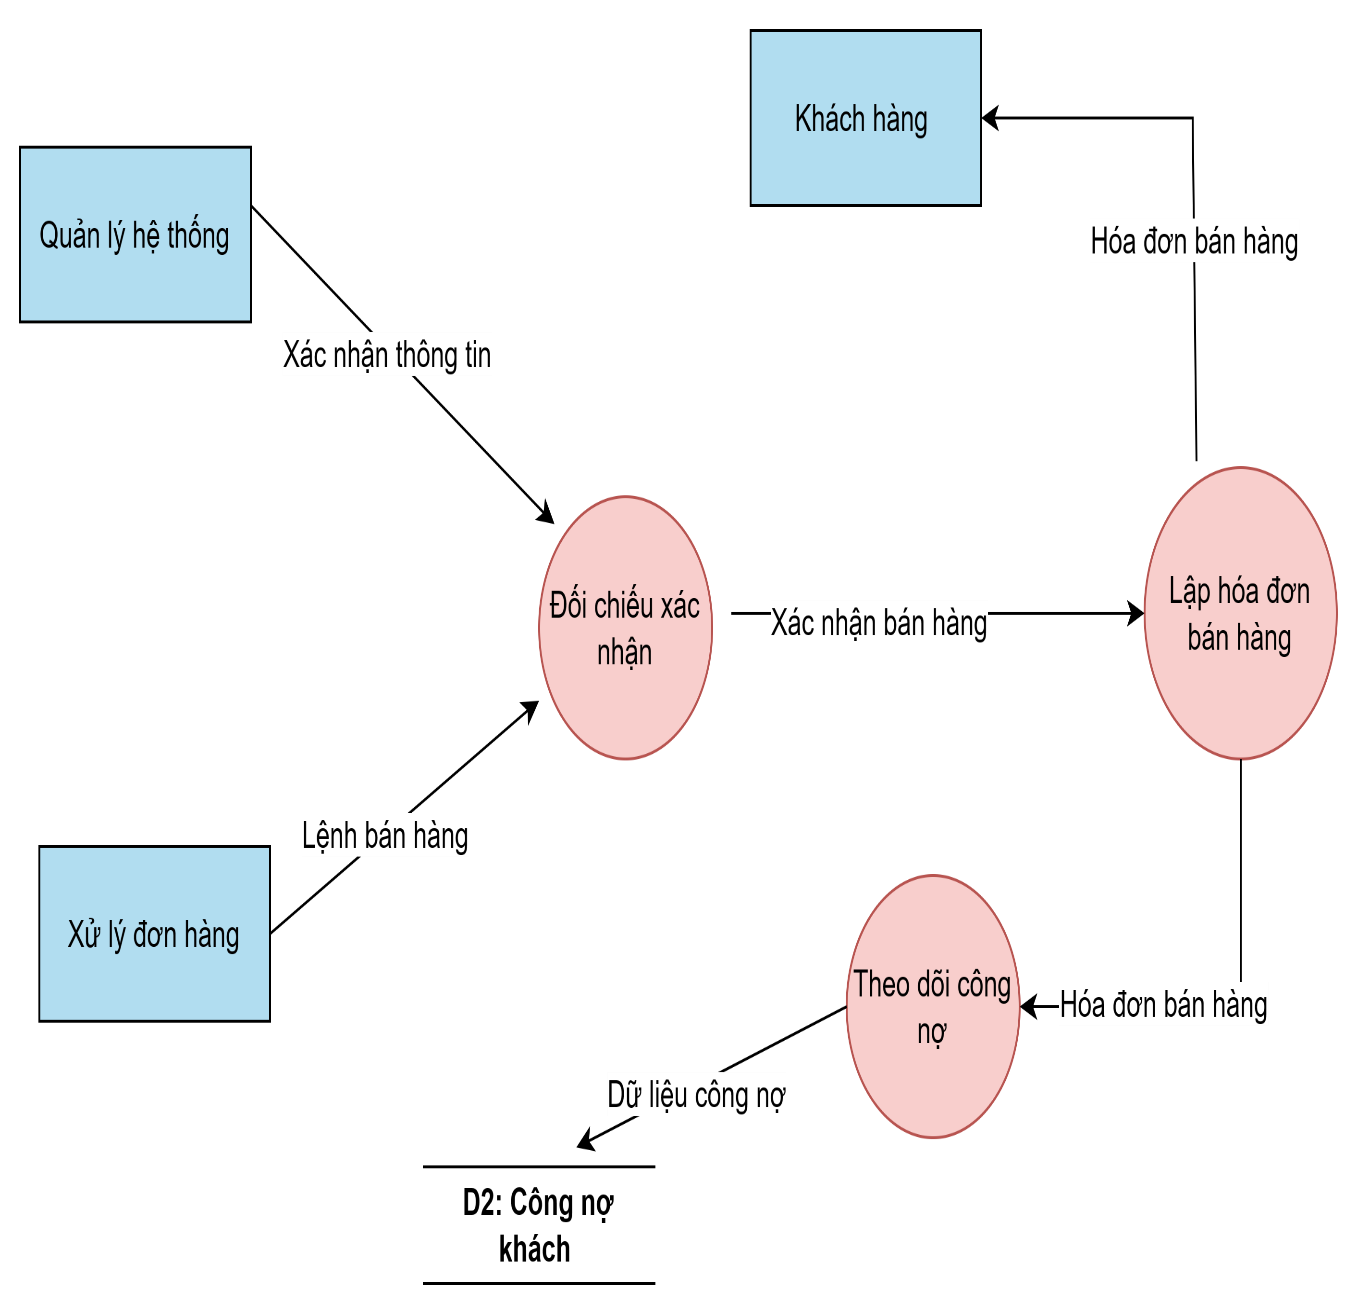 Khách hàng
Quản lý hệ thống
Hóa đơn bán hàng
Xác nhận thông tin
Đối chiếu xác
nhận
Xác nhận bán hàng
Lập hóa đơn
bán hàng
Lệnh bán hàng
Xử lý đơn hàng
Theo dõi công
nợ
Hóa đơn bán hàng
Dữ liệu công nợ
D2: Công nợ
khách